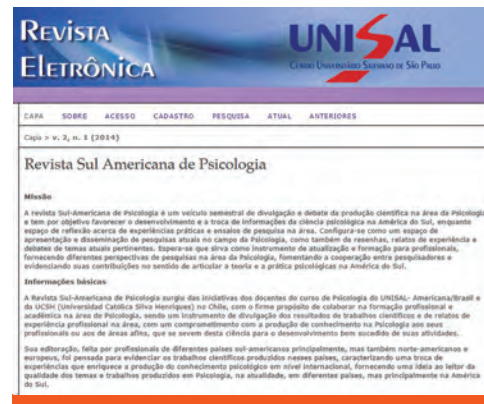 REVISTA
ELETRÔNICA
UNISAL
CENTRO UNIVERSITÁRIO SALESIANO DE SÃO PAULO
CAPA SOBRE ACESSO CADASTRO PESQUISA ATUAL ANTERIORES
Capa > v. 2, n. 1 (2014)
Revista Sul Americana de Psicologia
Missão
A revista Sul-Americana de Psicologia é um veículo semestral de divulgação e debate da produção científica na área da Psicologia
e tem por objetivo favorecer o desenvolvimento e a troca de informações da ciência psicológica na América do Sul, enquanto
espaço de reflexão acerca de experiências práticas e ensaios de pesquisa na área. Configura-se como um espaço de
apresentação e disseminação de pesquisas atuais no campo da Psicologia, como também de resenhas, relatos de experiência e
debates de temas atuais pertinentes. Espera-se que sirva como instrumento de atualização e formação para profissionais,
fornecendo diferentes perspectivas de pesquisas na área da Psicologia, fomentando a cooperação entre pesquisadores e
evidenciando suas contribuições no sentido de articular a teoria e a prática psicológicas na América do Sul.
Informações básicas
A Revista Sul-Americana de Psicologia surgiu das iniciativas dos docentes do curso de Psicologia do UNISAL- Americana/Brasil e
da UCSH (Universidad Católica Silva Henriques) no Chile, com o firme propósito de colaborar na formação profissional e
acadêmica na área de Psicologia, sendo um instrumento de divulgação dos resultados de trabalhos científicos e de relatos de
experiência profissional na área, com um comprometimento com a produção de conhecimento na Psicologia aos seus
profissionais ou aos de áreas afins, que se servem desta ciência para o desenvolvimento bem sucedido de suas atividades.
Sua editoração, feita por profissionais de diferentes países sul-americanos principalmente, mas também norte-americanos e
europeus, foi pensada para evidenciar os trabalhos científicos produzidos nesses países, caracterizando uma troca de
experiências que enriquece a produção do conhecimento psicológico em nível internacional, fornecendo uma ideia ao leitor da
qualidade dos temas e trabalhos produzidos em Psicologia, na atualidade, em diferentes países, mas principalmente na América
do Sul.